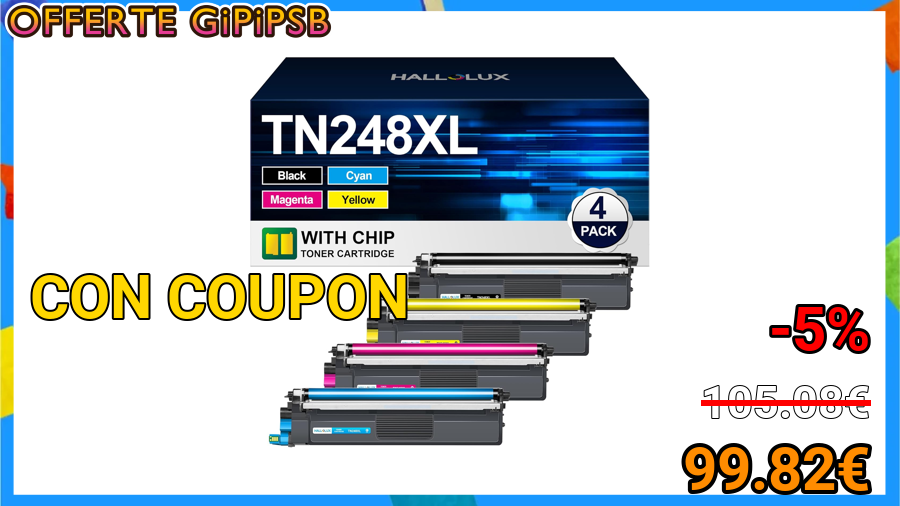 OFFERTE GiPiPSB
HALLOLUX
TN248XL
Black
Cyan
Magenta
Yellow
4
PACK
WITH CHIP
TONER CARTRIDGE
CON COUPON
-5%
105.08€
99.82€